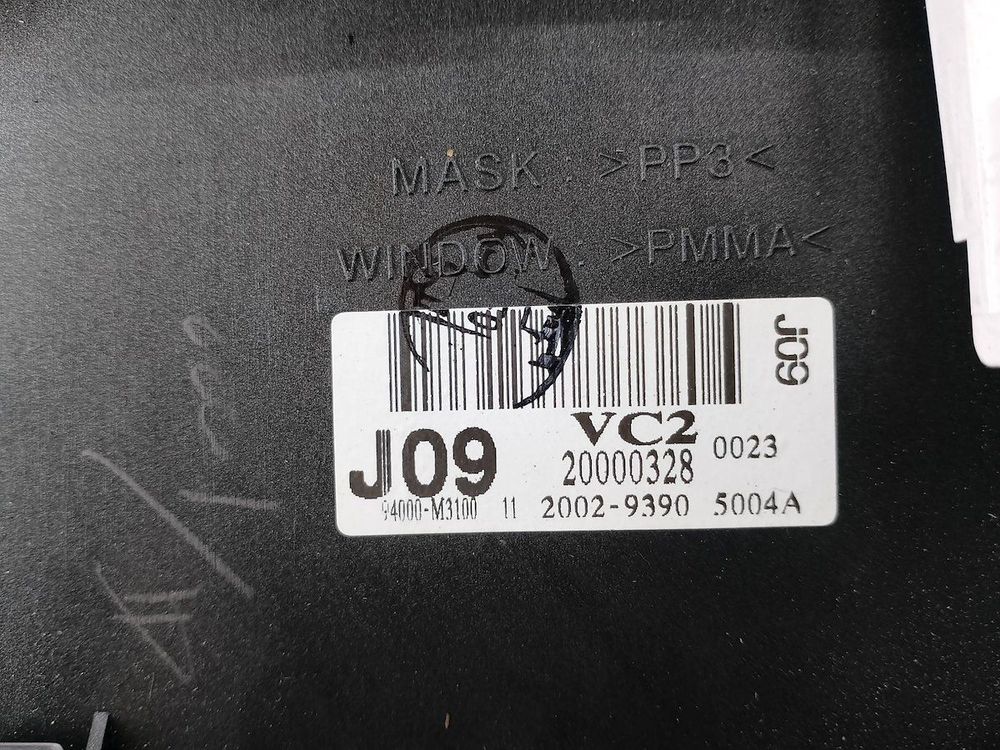 MASK : >PP3<
WINDOW : >PMMA<
J09
VC2
J09
20000328 0023
94000-M3100 11 2002-9390 5004A